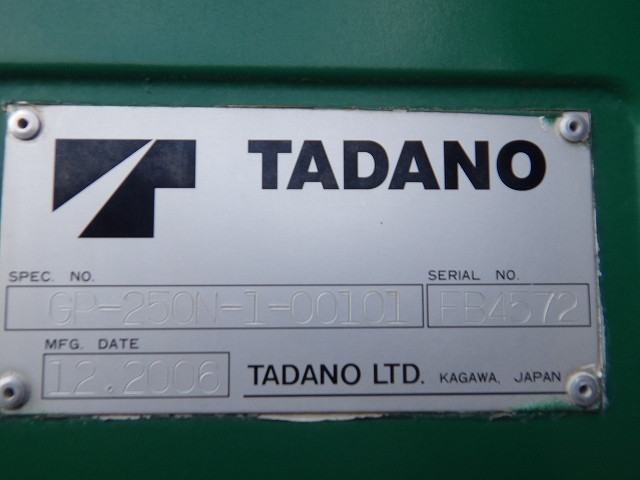 TADANO
SPEC. NO.
GP-250N-1-00101
SERIAL NO.
FB4572
MFG. DATE
12.2006
TADANO LTD. KAGAWA, JAPAN